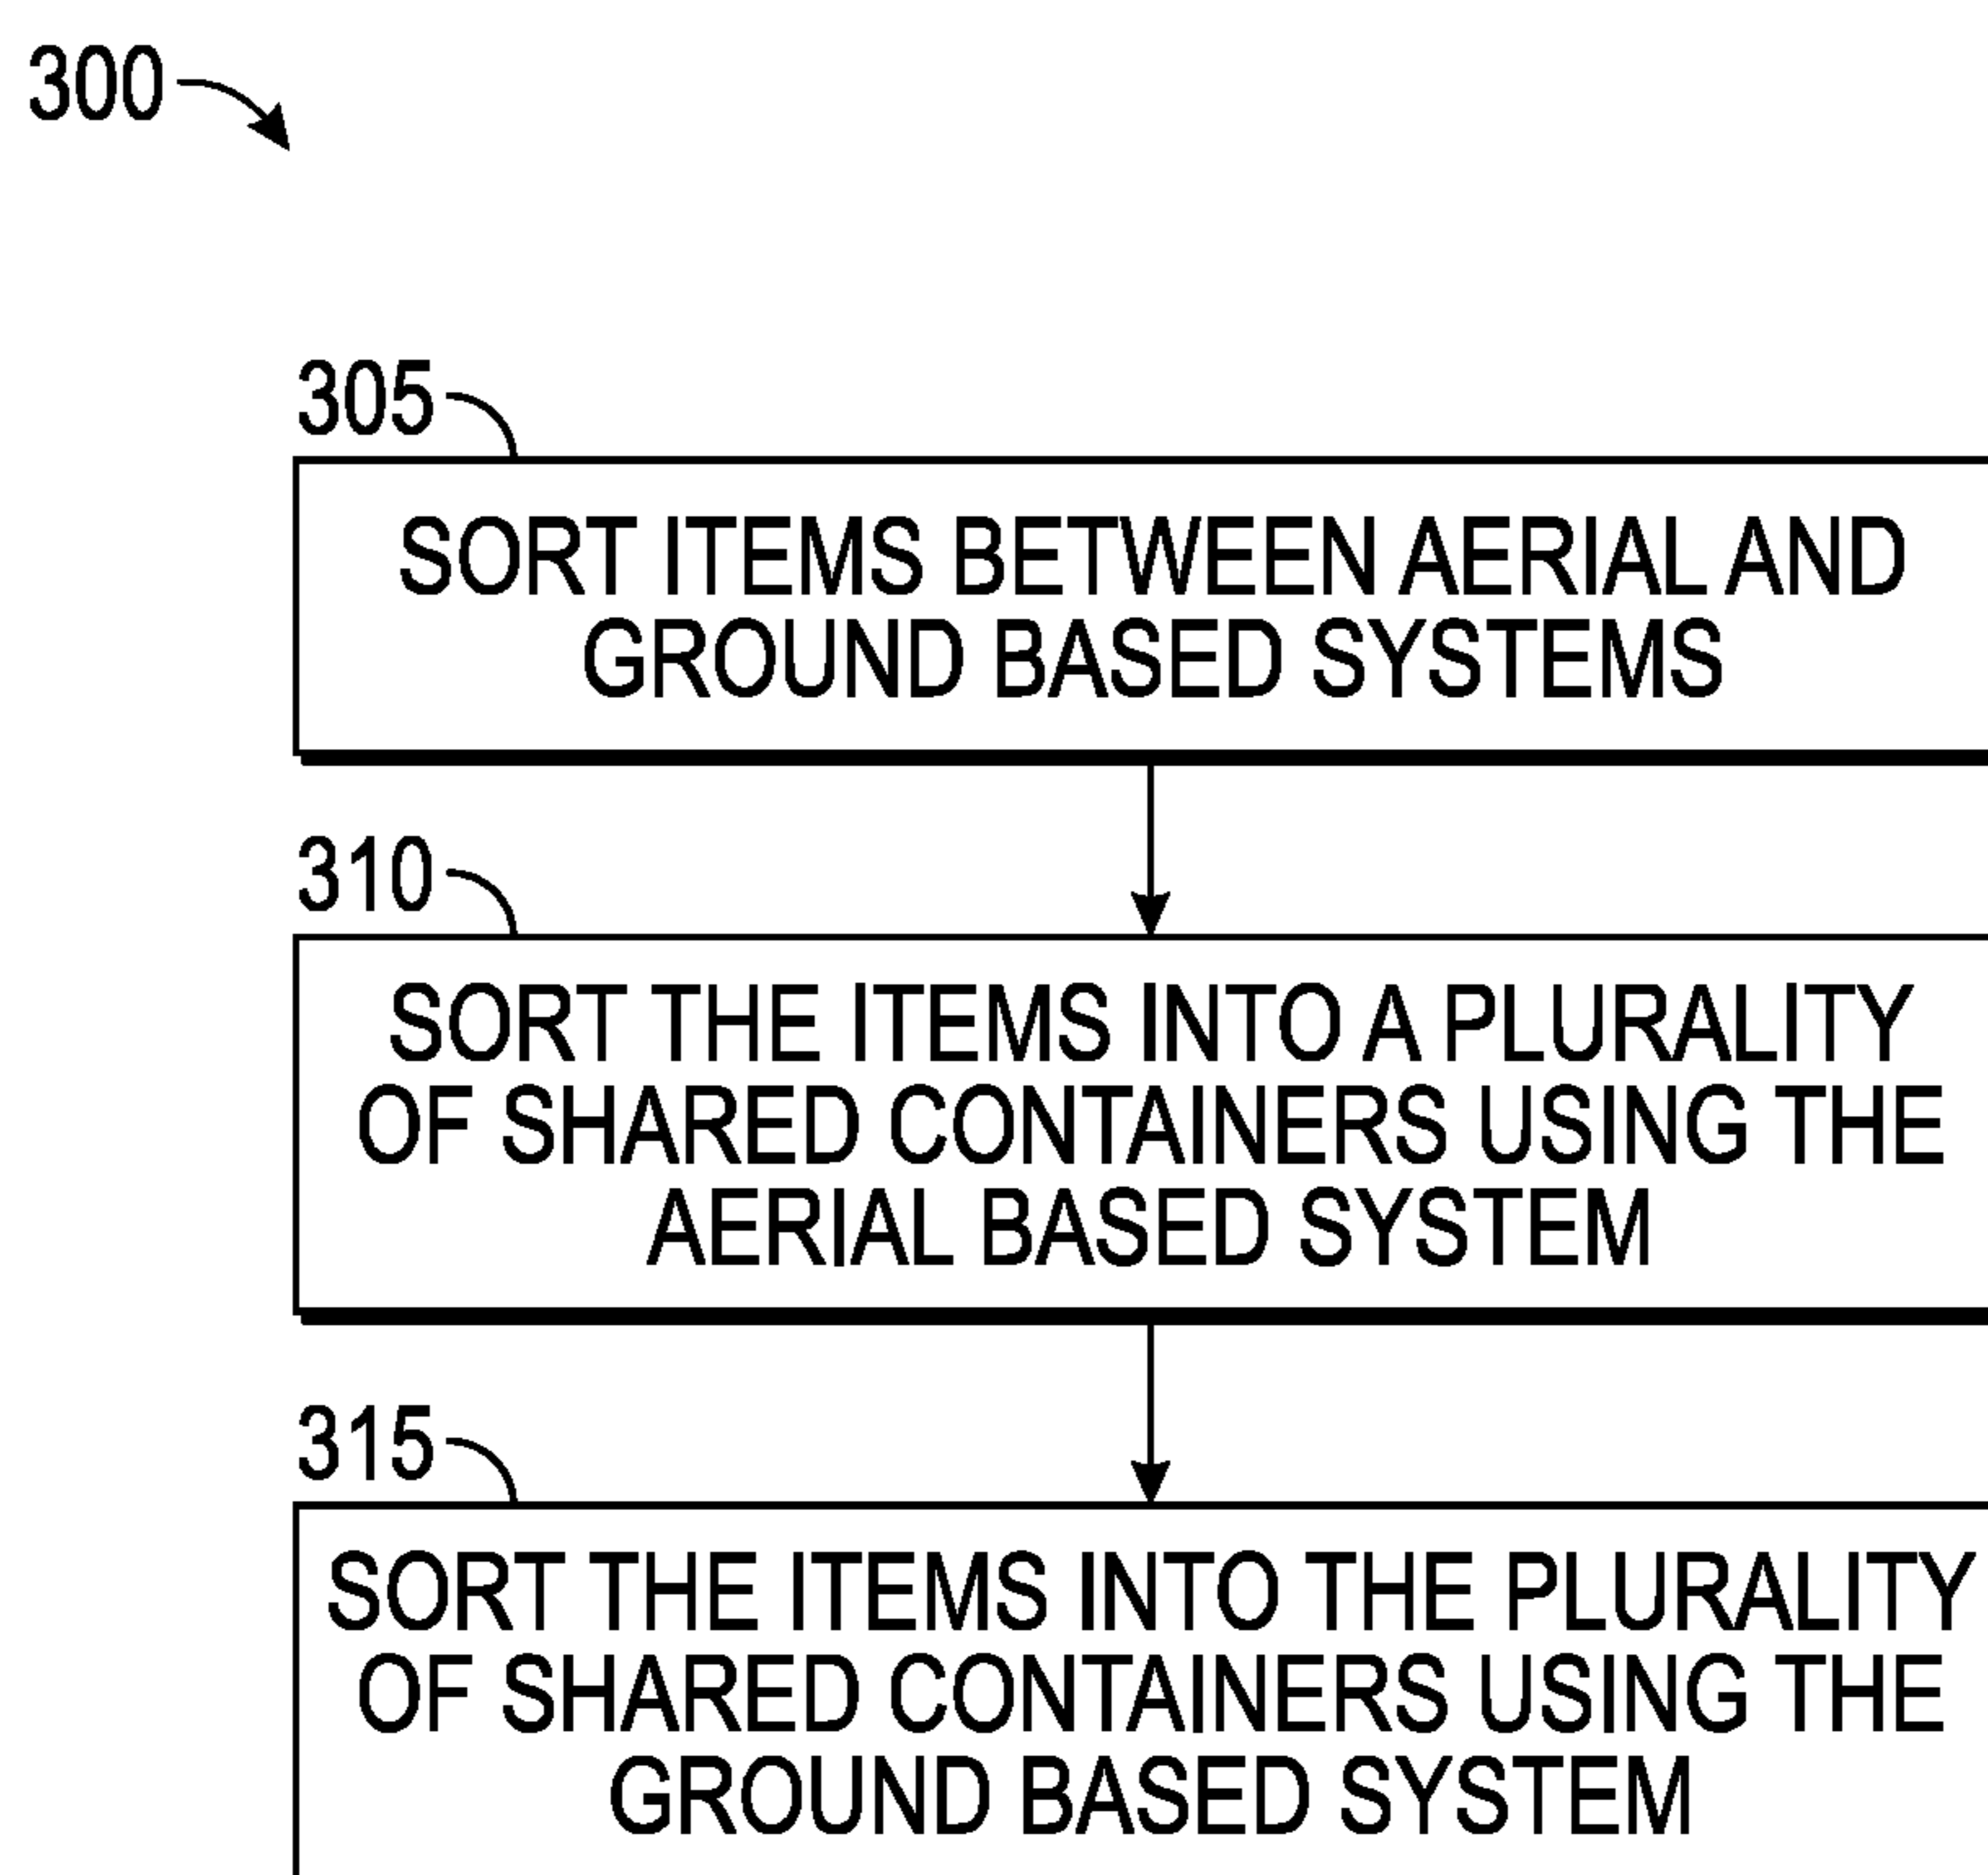 300
305
SORT ITEMS BETWEEN AERIAL AND
GROUND BASED SYSTEMS
310
SORT THE ITEMS INTO A PLURALITY
OF SHARED CONTAINERS USING THE
AERIAL BASED SYSTEM
315
SORT THE ITEMS INTO THE PLURALITY
OF SHARED CONTAINERS USING THE
GROUND BASED SYSTEM